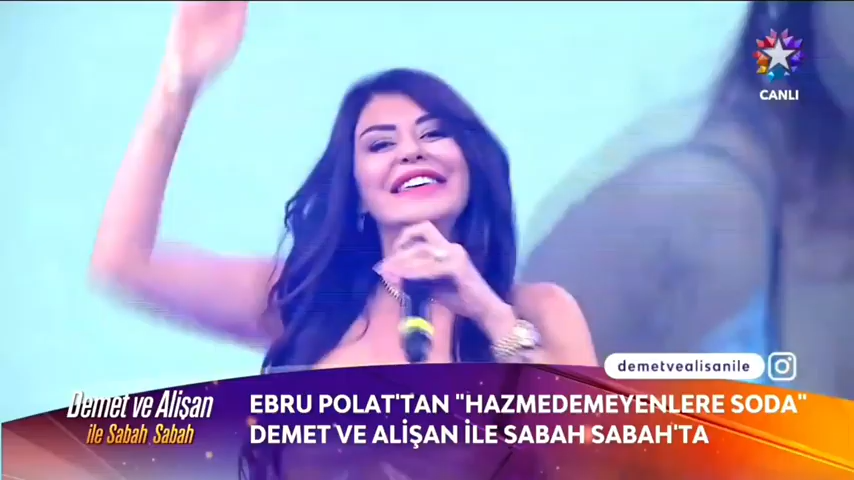 CANLI
demetvealisanile
Demet ve Alişan
ile Sabah Sabah
EBRU POLAT'TAN "HAZMEDEMEYENLERE SODA"
DEMET VE ALİŞAN İLE SABAH SABAH'TA